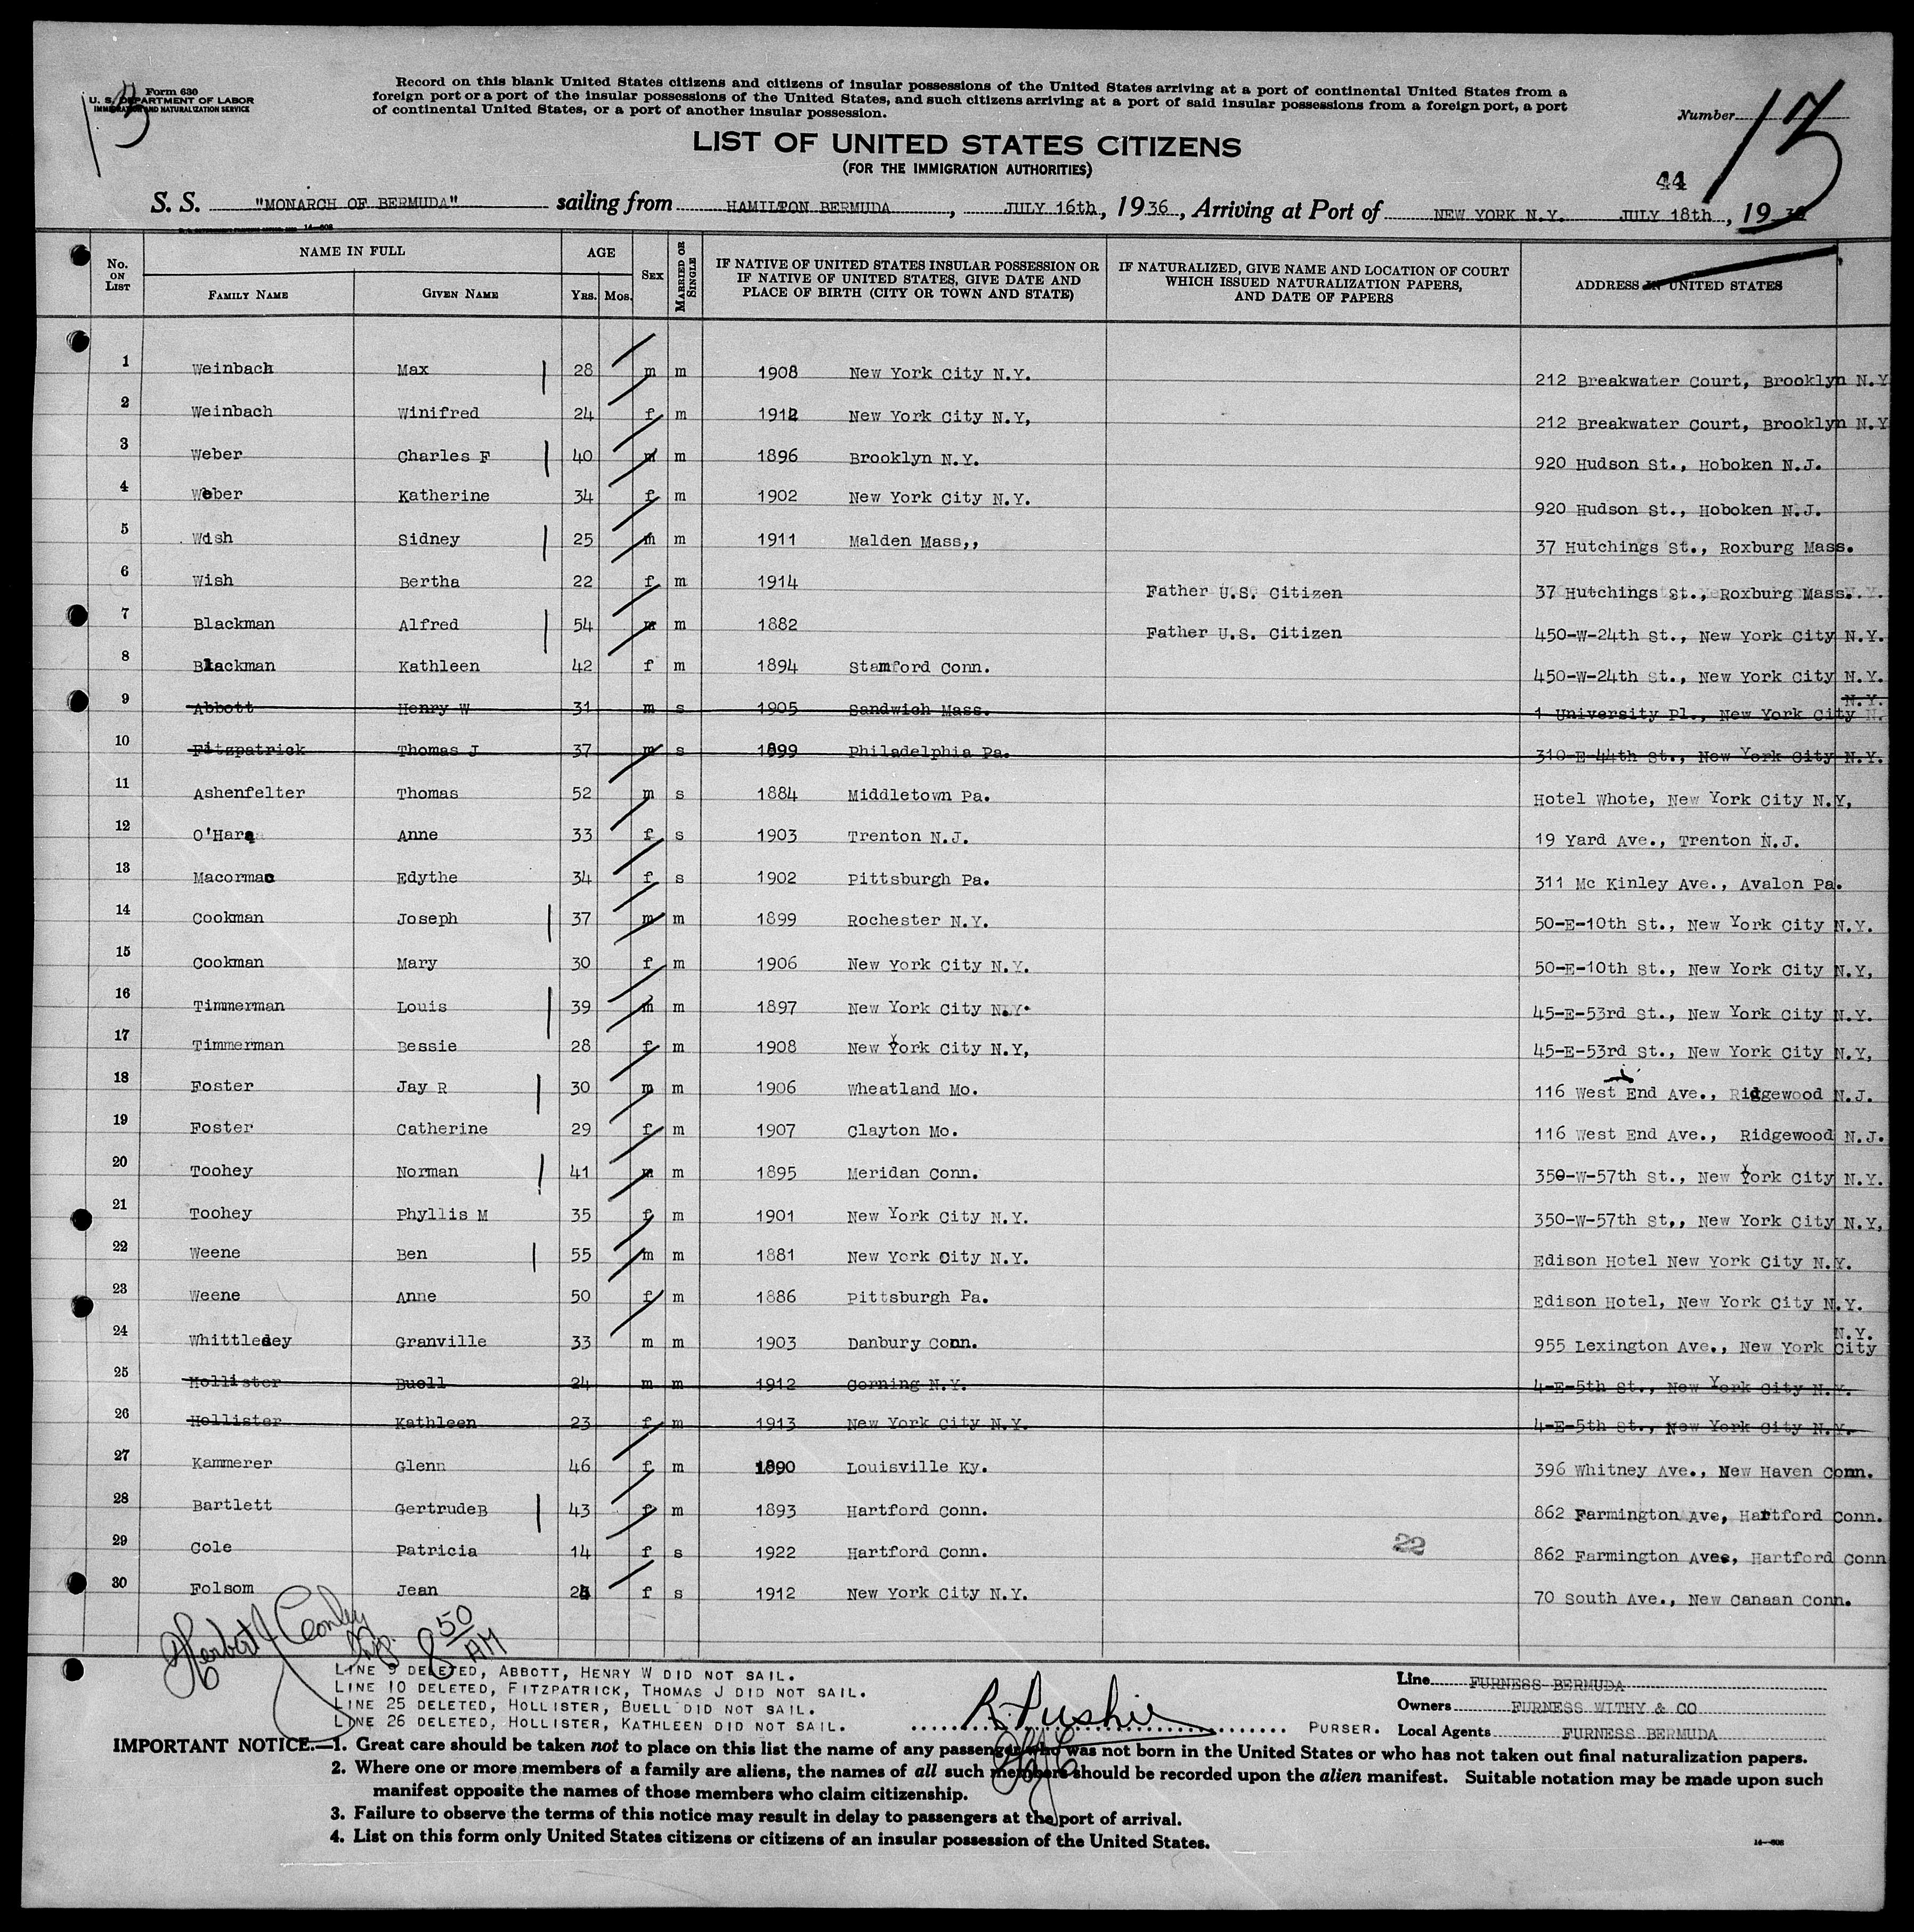 Form 630
U. S. DEPARTMENT OF LABOR
IMMIGRATION AND NATURALIZATION SERVICE
Record on this blank United States citizens and citizens of insular possessions of the United States arriving at a port of continental United States from a
foreign port or a port of the insular possessions of the United States, and such citizens arriving at a port of said insular possessions from a foreign port, a port
of continental United States, or a port of another insular possession.
Number 13
LIST OF UNITED STATES CITIZENS
(FOR THE IMMIGRATION AUTHORITIES)
44
S. S. "MONARCH OF BERMUDA" sailing from HAMILTON BERMUDA, JULY 16th, 1936, Arriving at Port of NEW YORK N.Y. JULY 18th, 1936
No. ON LIST NAME IN FULL FAMILY NAME GIVEN NAME AGE YRS. MOS. SEX MARRIED OR SINGLE IF NATIVE OF UNITED STATES INSULAR POSSESSION OR IF NATIVE OF UNITED STATES, GIVE DATE AND PLACE OF BIRTH (CITY OR TOWN AND STATE) IF NATURALIZED, GIVE NAME AND LOCATION OF COURT WHICH ISSUED NATURALIZATION PAPERS, AND DATE OF PAPERS ADDRESS IN UNITED STATES
1 Weinbach Max 28 m m 1908 New York City N.Y. 212 Breakwater Court, Brooklyn N.Y
2 Weinbach Winifred 24 f m 1912 New York City N.Y, 212 Breakwater Court, Brooklyn N.Y
3 Weber Charles F 40 m m 1896 Brooklyn N.Y. 920 Hudson St., Hoboken N.J.
4 Weber Katherine 34 f m 1902 New York City N.Y. 920 Hudson St., Hoboken N.J.
5 Wish Sidney 25 m m 1911 Malden Mass,, 37 Hutchings St., Roxburg Mass.
6 Wish Bertha 22 f m 1914 Father U.S. Citizen 37 Hutchings St., Roxburg Mass.
7 Blackman Alfred 54 m m 1882 Father U.S. Citizen 450-W-24th St., New York City N.Y.
8 Blackman Kathleen 42 f m 1894 Stamford Conn. 450-W-24th St., New York City N.Y.
9 Abbott Henry W 31 m s 1905 Sandwich Mass. 1 University Pl., New York City N.Y.
10 Fitzpatrick Thomas J 37 m s 1899 Philadelphia Pa. 310-E-44th St., New York City N.Y.
11 Ashenfelter Thomas 52 m s 1884 Middletown Pa. Hotel Whote, New York City N.Y,
12 O'Hara Anne 33 f s 1903 Trenton N.J. 19 Yard Ave., Trenton N.J.
13 Macormac Edythe 34 f s 1902 Pittsburgh Pa. 311 Mc Kinley Ave., Avalon Pa.
14 Cookman Joseph 37 m m 1899 Rochester N.Y. 50-E-10th St., New York City N.Y.
15 Cookman Mary 30 f m 1906 New York City N.Y. 50-E-10th St., New York City N.Y,
16 Timmerman Louis 39 m m 1897 New York City N.Y. 45-E-53rd St., New York City N.Y.
17 Timmerman Bessie 28 f m 1908 New York City N.Y, 45-E-53rd St., New York City N.Y,
18 Foster Jay R 30 m m 1906 Wheatland Mo. 116 West End Ave., Ridgewood N.J.
19 Foster Catherine 29 f m 1907 Clayton Mo. 116 West End Ave., Ridgewood N.J.
20 Toohey Norman 41 m m 1895 Meridan Conn. 350-W-57th St., New York City N.Y.
21 Toohey Phyllis M 35 f m 1901 New York City N.Y. 350-W-57th St,, New York City N.Y,
22 Weene Ben 55 m m 1881 New York City N.Y. Edison Hotel New York City N.Y.
23 Weene Anne 50 f m 1886 Pittsburgh Pa. Edison Hotel, New York City N.Y.
24 Whittledey Granville 33 m m 1903 Danbury Conn. 955 Lexington Ave., New York City N.Y.
25 Hollister Buell 24 m m 1912 Corning N.Y. 4-E-5th St., New York City N.Y.
26 Hollister Kathleen 23 f m 1913 New York City N.Y. 4-E-5th St., New York City N.Y.
27 Kammerer Glenn 46 f m 1890 Louisville Ky. 396 Whitney Ave., New Haven Conn.
28 Bartlett GertrudeB 43 f m 1893 Hartford Conn. 862 Farmington Ave, Hartford Conn.
29 Cole Patricia 14 f s 1922 Hartford Conn. 22 862 Farmington Ave, Hartford Conn
30 Folsom Jean 24 f s 1912 New York City N.Y. 70 South Ave., New Canaan Conn.
Herbert J Conley
Insp. 8 50 AM
LINE 9 DELETED, ABBOTT, HENRY W DID NOT SAIL.
LINE 10 DELETED, FITZPATRICK, THOMAS J DID NOT SAIL.
LINE 25 DELETED, HOLLISTER, BUELL DID NOT SAIL.
LINE 26 DELETED, HOLLISTER, KATHLEEN DID NOT SAIL.
PURSER.
Line FURNESS BERMUDA
Owners FURNESS WITHY & CO
Local Agents FURNESS BERMUDA
IMPORTANT NOTICE.—1. Great care should be taken not to place on this list the name of any passenger who was not born in the United States or who has not taken out final naturalization papers.
2. Where one or more members of a family are aliens, the names of all such members should be recorded upon the alien manifest. Suitable notation may be made upon such
manifest opposite the names of those members who claim citizenship.
3. Failure to observe the terms of this notice may result in delay to passengers at the port of arrival.
4. List on this form only United States citizens or citizens of an insular possession of the United States.
14—608